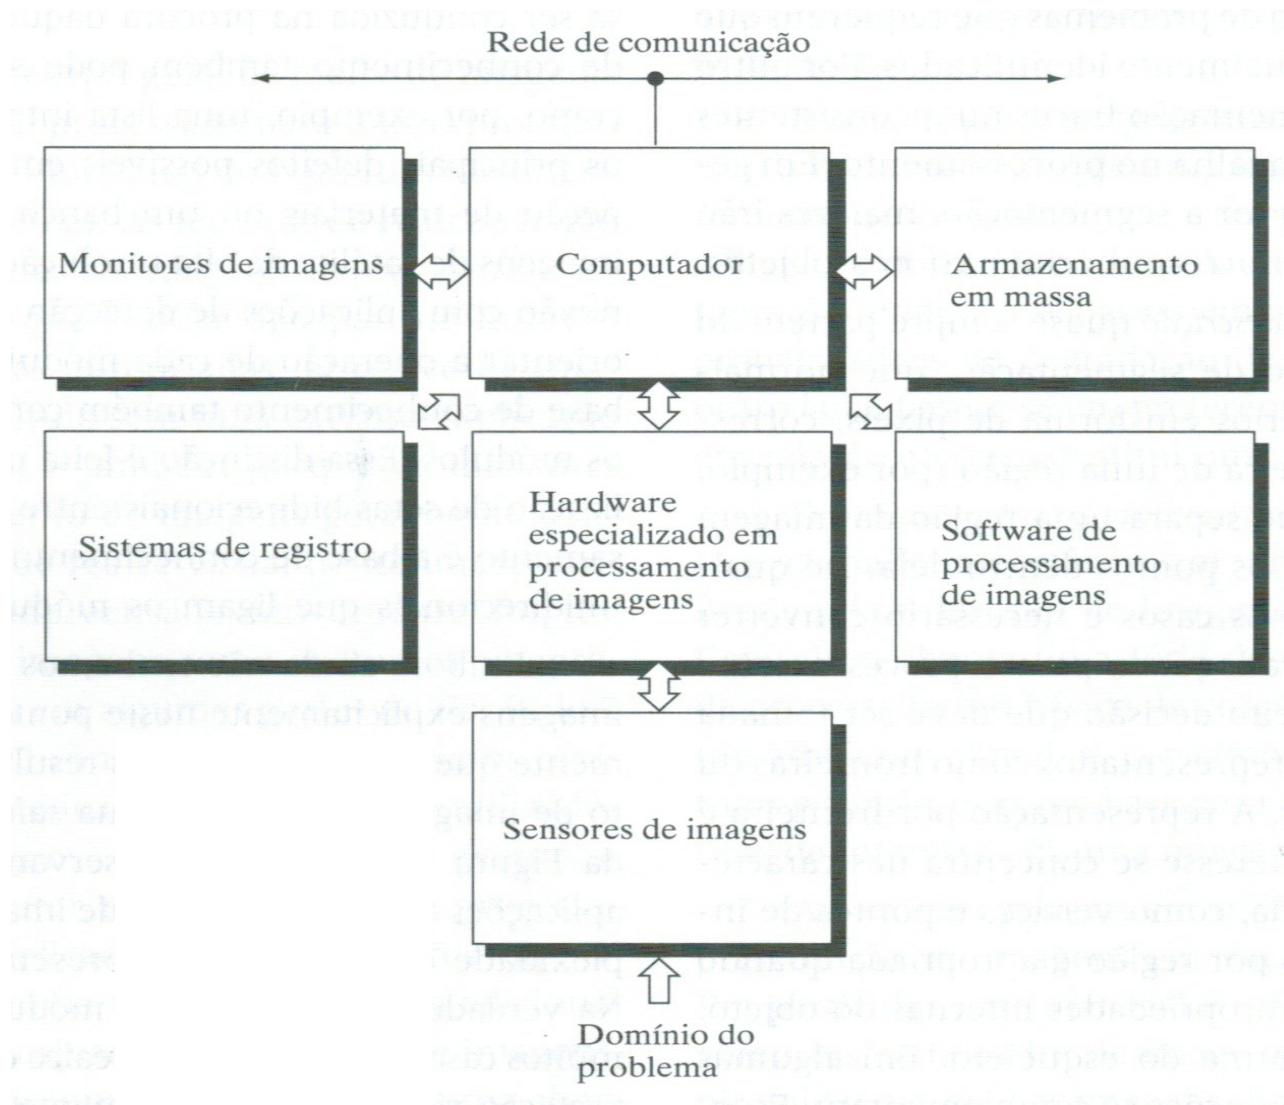 Rede de comunicação
Monitores de imagens
Computador
Armazenamento
em massa
Sistemas de registro
Hardware
especializado em
processamento
de imagens
Software de
processamento
de imagens
Sensores de imagens
Domínio do
problema